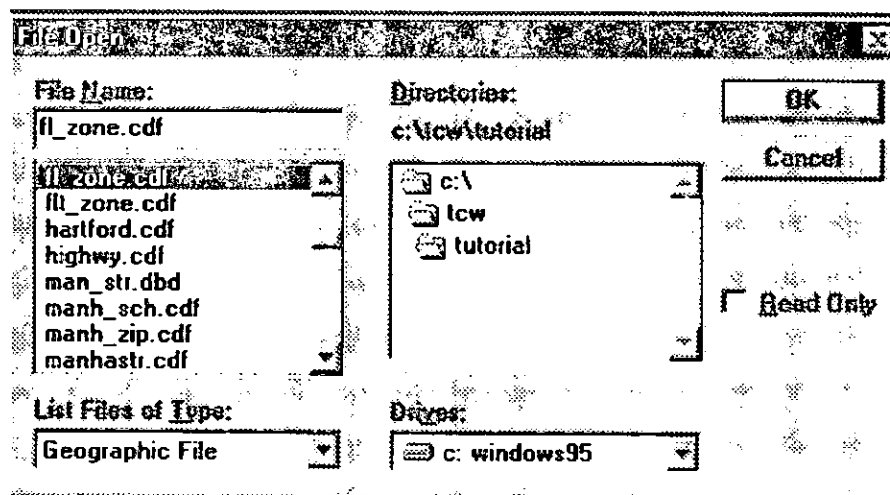 File Open
File Name:
fl_zone.cdf
fl_zone.cdf
flt_zone.cdf
hartford.cdf
highwy.cdf
man_str.dbd
manh_sch.cdf
manh_zip.cdf
manhastr.cdf
List Files of Type:
Geographic File
Directories:
c:\tcw\tutorial
c:\
tcw
tutorial
Drives:
c: windows95
OK
Cancel
Read Only